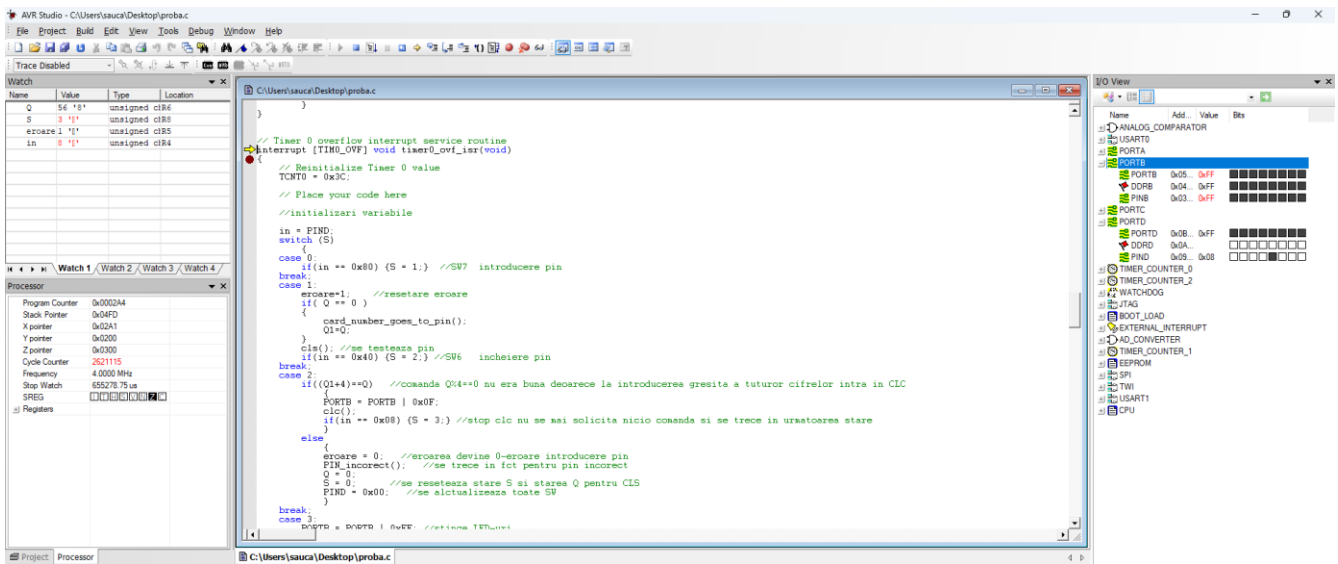 AVR Studio - C:\Users\sauca\Desktop\proba.c
File Project Build Edit View Tools Debug Window Help
Trace Disabled
Watch
Name Value Type Location
Q 56 '8' unsigned ch R6
S 3 '' unsigned ch R8
eroare 1 '' unsigned ch R5
in 8 '' unsigned ch R4
Watch 1 Watch 2 Watch 3 Watch 4
Processor
Program Counter 0x0002A4
Stack Pointer 0x04FD
X pointer 0x02A1
Y pointer 0x0200
Z pointer 0x0300
Cycle Counter 2621115
Frequency 4.0000 MHz
Stop Watch 655278.75 us
SREG I T H S V N Z C
Registers
Project Processor
C:\Users\sauca\Desktop\proba.c
}
}
// Timer 0 overflow interrupt service routine
interrupt [TIM0_OVF] void timer0_ovf_isr(void)
{
// Reinitialize Timer 0 value
TCNT0 = 0x3C;
// Place your code here
//initializari variabile
in = PIND;
switch (S)
{
case 0:
if(in == 0x80) {S = 1;} //SW7 introducere pin
break;
case 1:
eroare=1; //resetare eroare
if( Q == 0 )
{
card_number_goes_to_pin();
Q1=Q;
}
cls(); //se testeaza pin
if(in == 0x40) {S = 2;} //SW6 incheiere pin
break;
case 2:
if((Q1+4)==Q) //comanda Q%4==0 nu era buna deoarece la introducerea gresita a tuturor cifrelor intra in CLC
{
PORTB = PORTB | 0x0F;
clc();
if(in == 0x08) {S = 3;} //stop clc nu se mai solicita nicio comanda si se trece in urmatoarea stare
}
else
{
eroare = 0; //eroarea devine 0-eroare introducere pin
PIN_incorect(); //se trece in fct pentru pin incorect
Q = 0;
S = 0; //se reseteaza stare S si starea Q pentru CLS
PIND = 0x00; //se alctualizeaza toate SW
}
break;
case 3:
PORTB = PORTB | 0xFF; //stinge LED-uri
C:\Users\sauca\Desktop\proba.c
I/O View
Name Add... Value Bits
ANALOG_COMPARATOR
USART0
PORTA
PORTB
PORTB 0x05... 0xFF
DDRB 0x04... 0xFF
PINB 0x03... 0xFF
PORTC
PORTD
PORTD 0x0B... 0xFF
DDRD 0x0A...
PIND 0x09... 0x08
TIMER_COUNTER_0
TIMER_COUNTER_2
WATCHDOG
JTAG
BOOT_LOAD
EXTERNAL_INTERRUPT
AD_CONVERTER
TIMER_COUNTER_1
EEPROM
SPI
TWI
USART1
CPU